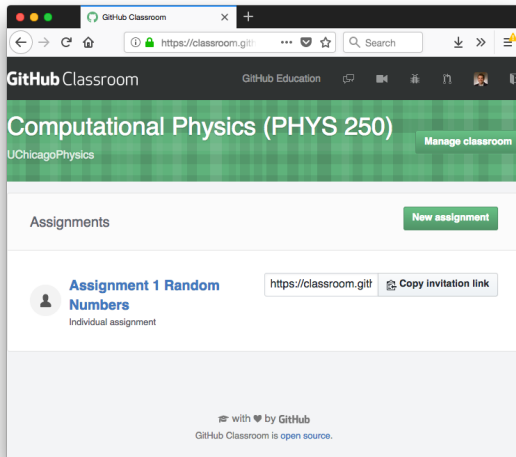 GitHub Classroom
https://classroom.gith
Search
GitHub Classroom
GitHub Education
Computational Physics (PHYS 250)
UChicagoPhysics
Manage classroom
Assignments
New assignment
Assignment 1 Random
Numbers
Individual assignment
https://classroom.gith
Copy invitation link
with ♥ by GitHub
GitHub Classroom is open source.